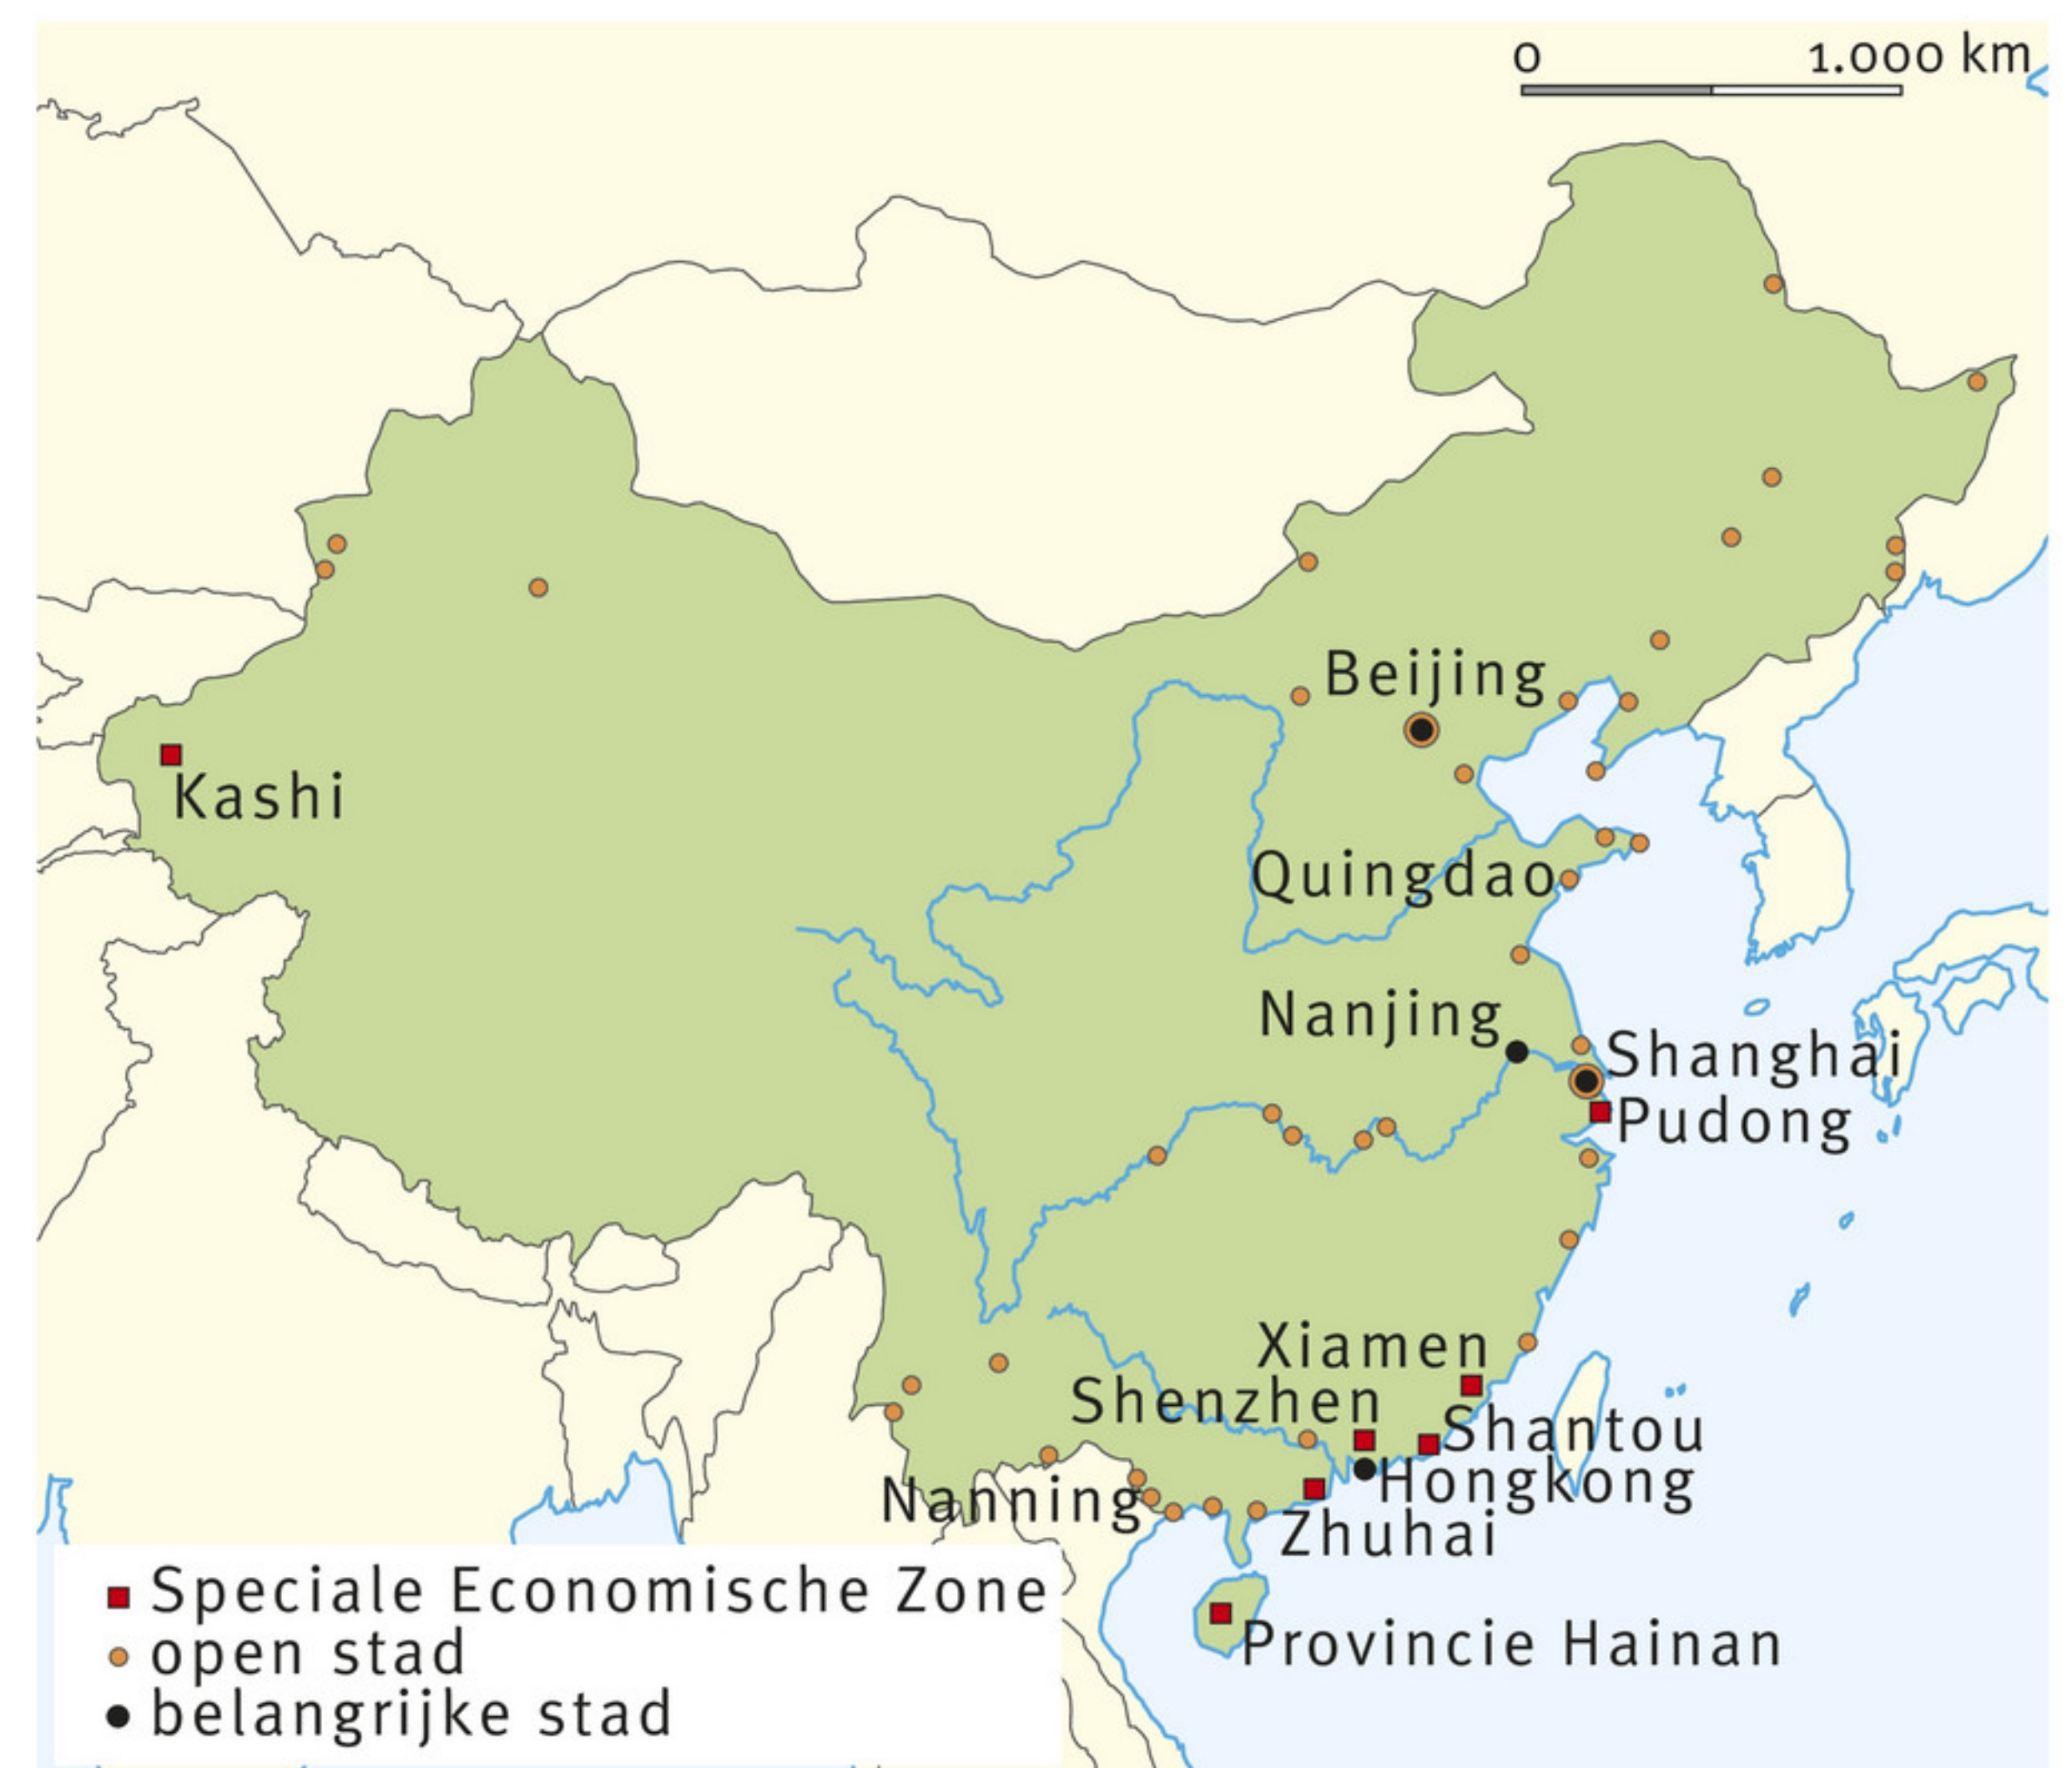 0 1.000 km
Beijing
Kashi
Quingdao
Nanjing
Shanghai
Pudong
Xiamen
Shenzhen
Shantou
Hongkong
Nanning
Zhuhai
Provincie Hainan
Speciale Economische Zone
open stad
belangrijke stad